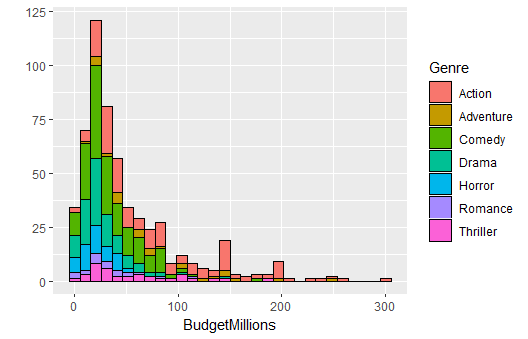 125
100
75
50
25
0
0
100
200
300
BudgetMillions
Genre
Action
Adventure
Comedy
Drama
Horror
Romance
Thriller